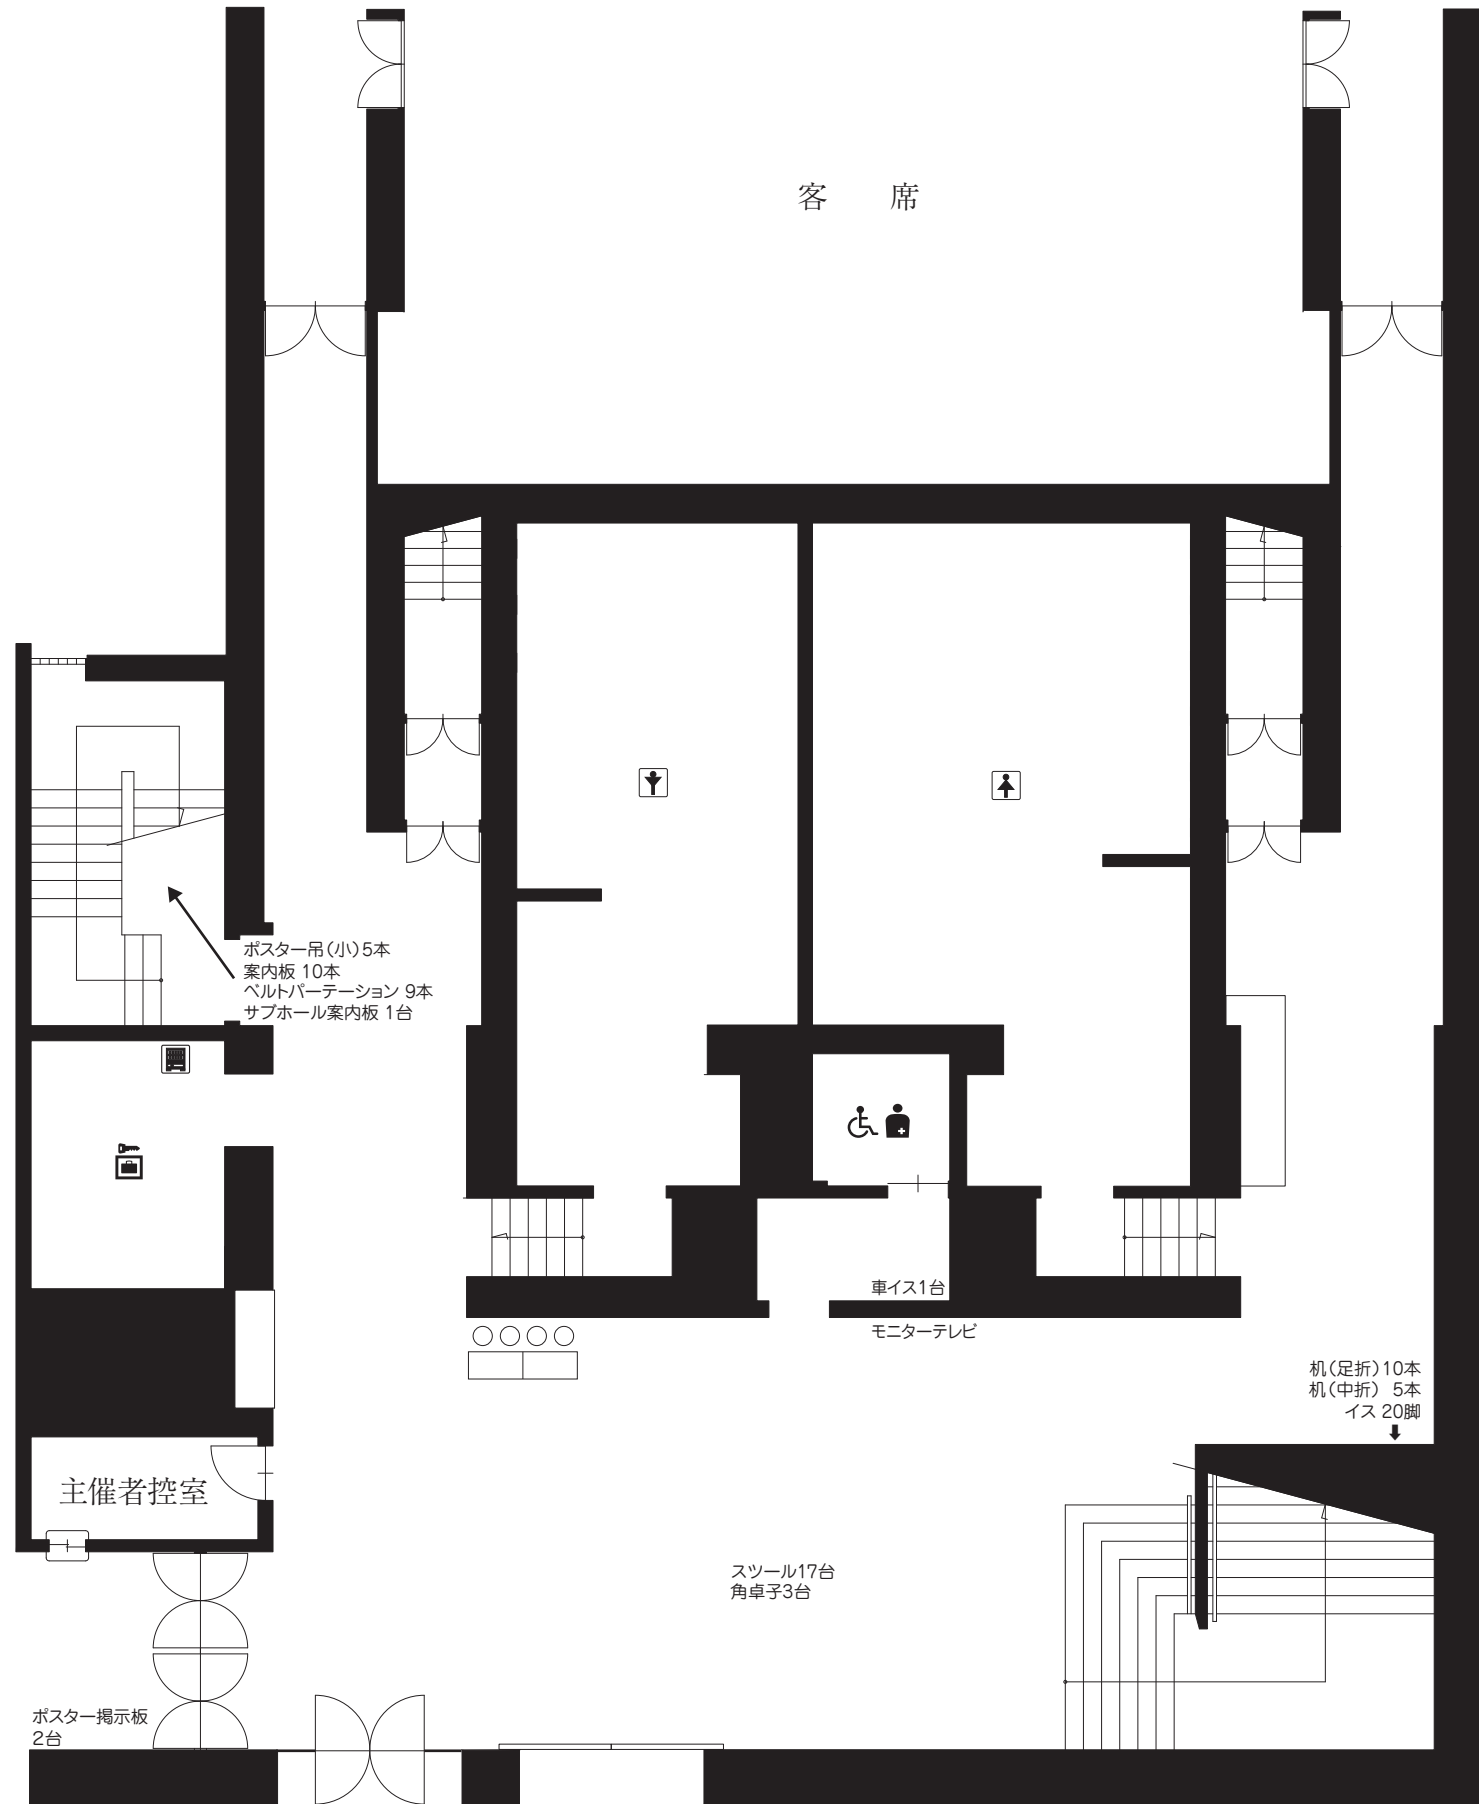 客　席
ポスター吊(小)5本
案内板 10本
ベルトパーテーション 9本
サブホール案内板 1台
車イス1台
モニターテレビ
机(足折)10本
机(中折) 5本
イス 20脚
主催者控室
スツール17台
角卓子3台
ポスター掲示板
2台